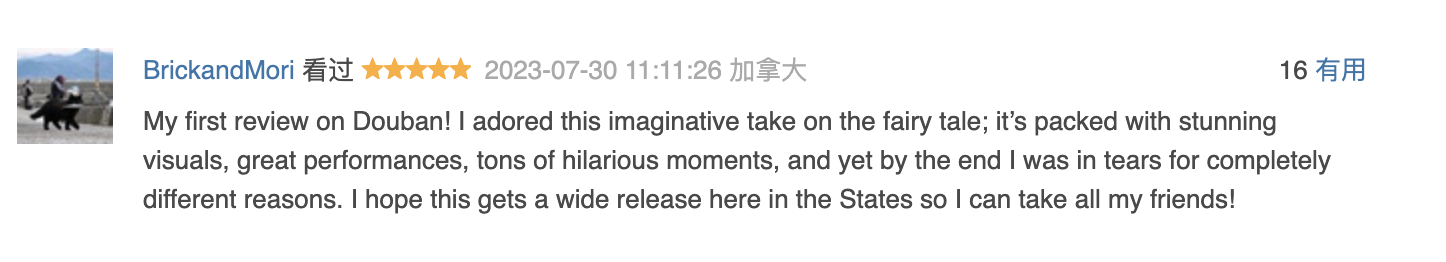 BrickandMori 看过 ★★★★★ 2023-07-30 11:11:26 加拿大 16 有用
My first review on Douban! I adored this imaginative take on the fairy tale; it’s packed with stunning
visuals, great performances, tons of hilarious moments, and yet by the end I was in tears for completely
different reasons. I hope this gets a wide release here in the States so I can take all my friends!